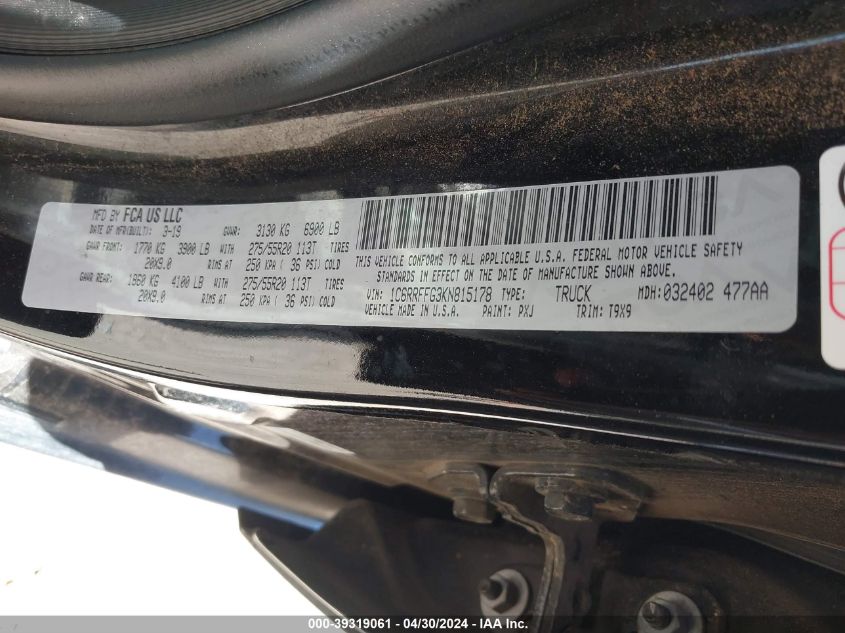 MFD BY FCA US LLC
DATE OF MFR(BUILT): 3-19 GVWR: 3130 KG 6900 LB
GAWR FRONT: 1770 KG 3900 LB WITH 275/55R20 113T TIRES
20X9.0 RIMS AT 250 KPA ( 36 PSI) COLD
GAWR REAR: 1860 KG 4100 LB WITH 275/55R20 113T TIRES
20X9.0 RIMS AT 250 KPA ( 36 PSI) COLD
THIS VEHICLE CONFORMS TO ALL APPLICABLE U.S.A. FEDERAL MOTOR VEHICLE SAFETY
STANDARDS IN EFFECT ON THE DATE OF MANUFACTURE SHOWN ABOVE.
VIN: 1C6RRFFG3KN815178 TYPE: TRUCK MDH:032402 477AA
VEHICLE MADE IN U.S.A. PAINT: PXJ TRIM: T9X9
000-39319061 - 04/30/2024 - IAA Inc.